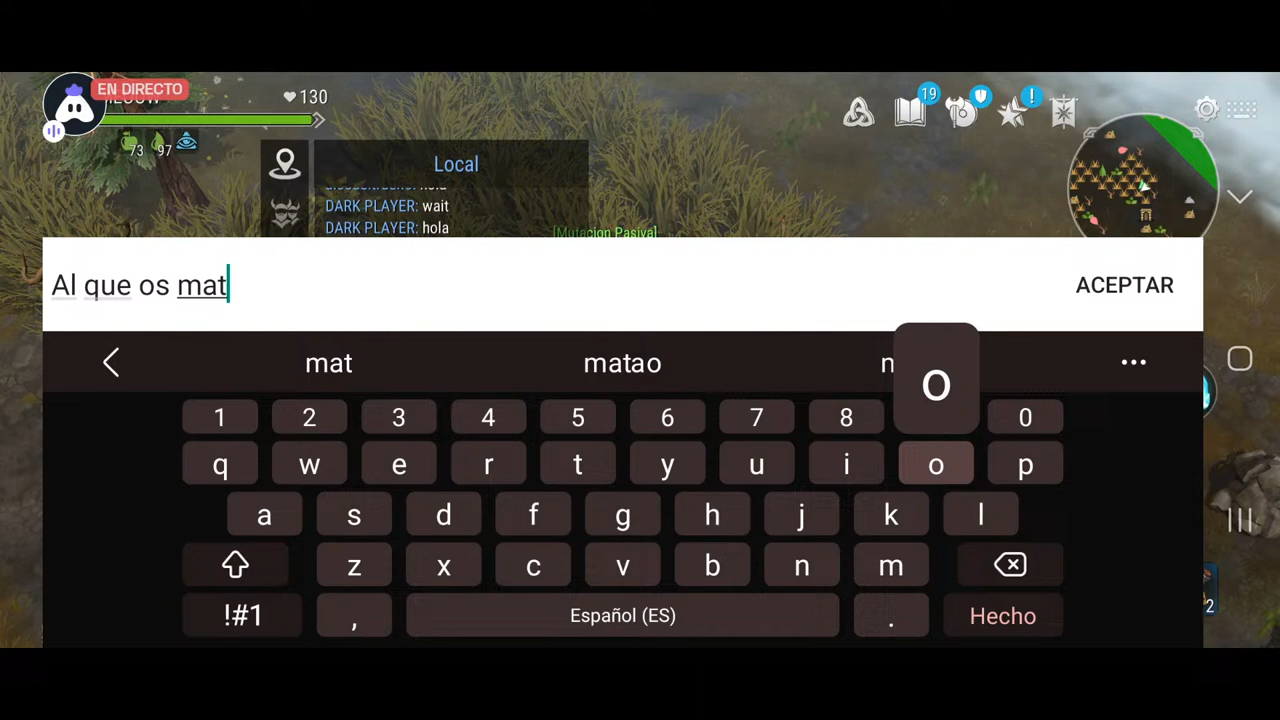 EN DIRECTO
130
19
!
73
97
Local
DARK PLAYER: wait
DARK PLAYER: hola
[Mutacion Pasiva]
Al que os mat
ACEPTAR
mat
matao
o
1 2 3 4 5 6 7 8 0
q w e r t y u i o p
a s d f g h j k l
z x c v b n m
!#1 , Español (ES) . Hecho
2